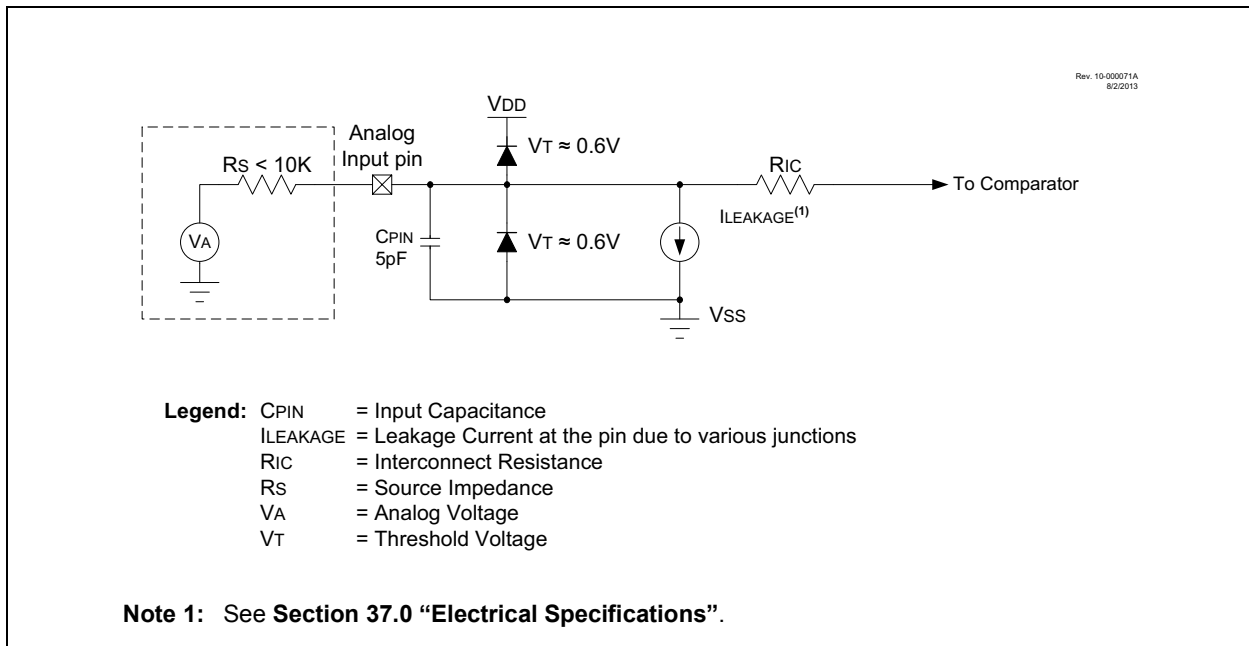 Rev. 10-000071A
8/2/2013
VDD
Analog
Input pin
VT ≈ 0.6V
RS < 10K
RIC
To Comparator
ILEAKAGE(1)
VA
CPIN
5pF
VT ≈ 0.6V
VSS
Legend: CPIN = Input Capacitance
ILEAKAGE = Leakage Current at the pin due to various junctions
RIC = Interconnect Resistance
RS = Source Impedance
VA = Analog Voltage
VT = Threshold Voltage
Note 1: See Section 37.0 “Electrical Specifications”.